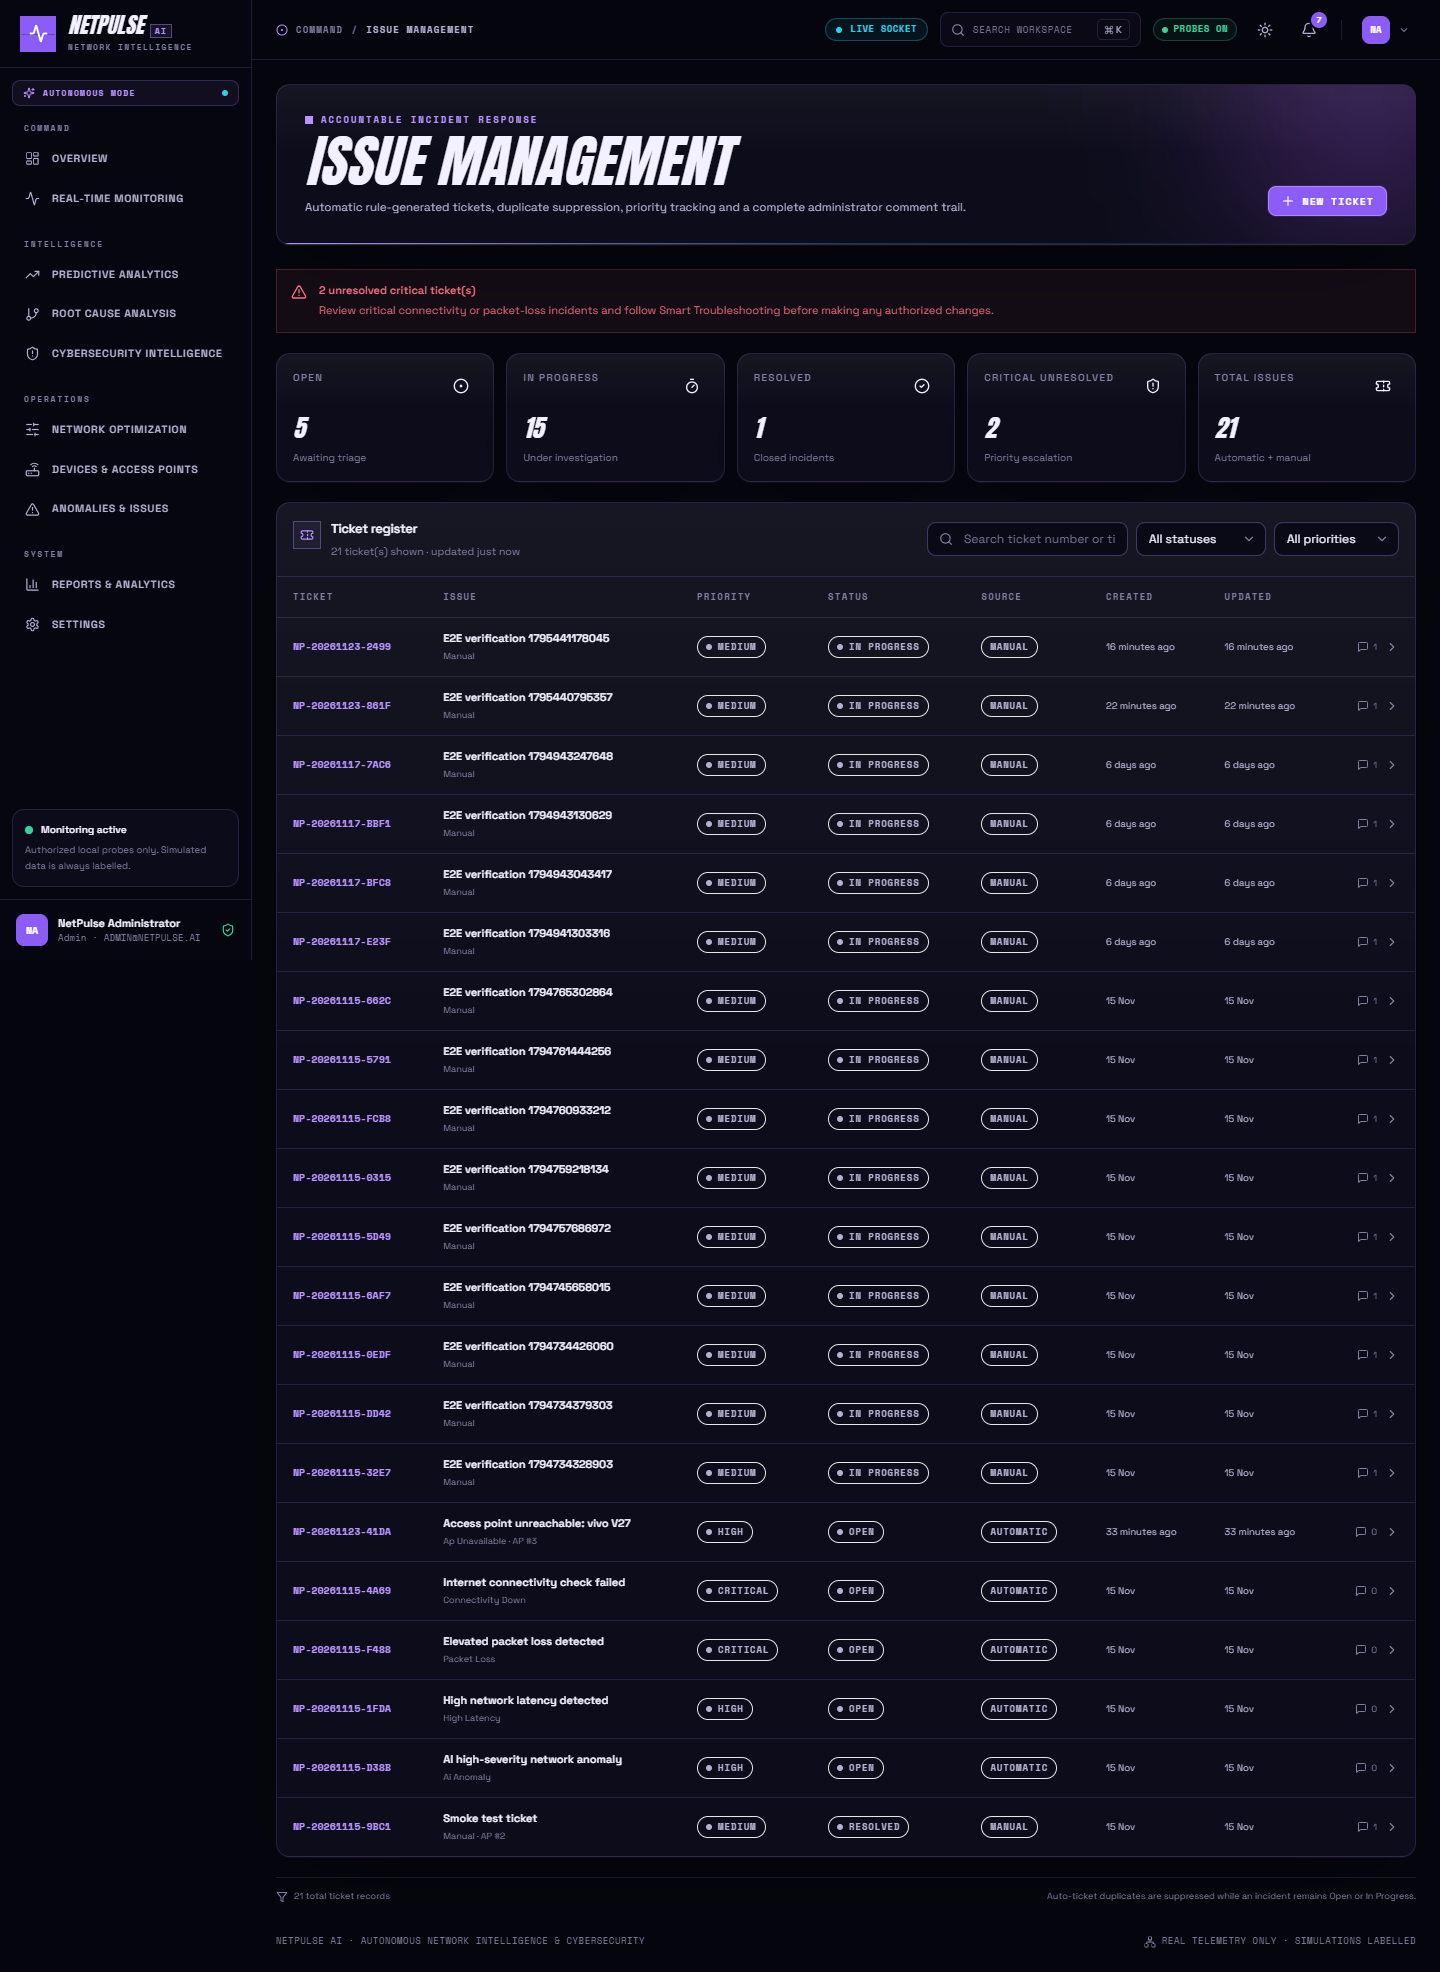 NETPULSE AI
NETWORK INTELLIGENCE
AUTONOMOUS MODE
COMMAND
OVERVIEW
REAL-TIME MONITORING
INTELLIGENCE
PREDICTIVE ANALYTICS
ROOT CAUSE ANALYSIS
CYBERSECURITY INTELLIGENCE
OPERATIONS
NETWORK OPTIMIZATION
DEVICES & ACCESS POINTS
ANOMALIES & ISSUES
SYSTEM
REPORTS & ANALYTICS
SETTINGS
Monitoring active
Authorized local probes only. Simulated
data is always labelled.
NA
NetPulse Administrator
Admin · ADMIN@NETPULSE.AI
COMMAND / ISSUE MANAGEMENT
LIVE SOCKET
SEARCH WORKSPACE ⌘K
PROBES ON
7
NA
ACCOUNTABLE INCIDENT RESPONSE
ISSUE MANAGEMENT
Automatic rule-generated tickets, duplicate suppression, priority tracking and a complete administrator comment trail.
NEW TICKET
2 unresolved critical ticket(s)
Review critical connectivity or packet-loss incidents and follow Smart Troubleshooting before making any authorized changes.
OPEN
5
Awaiting triage
IN PROGRESS
15
Under investigation
RESOLVED
1
Closed incidents
CRITICAL UNRESOLVED
2
Priority escalation
TOTAL ISSUES
21
Automatic + manual
Ticket register
21 ticket(s) shown · updated just now
Search ticket number or ti
All statuses
All priorities
TICKET ISSUE PRIORITY STATUS SOURCE CREATED UPDATED
NP-20261123-2499 E2E verification 1795441178045 MEDIUM IN PROGRESS MANUAL 16 minutes ago 16 minutes ago 1
Manual
NP-20261123-861F E2E verification 1795440795357 MEDIUM IN PROGRESS MANUAL 22 minutes ago 22 minutes ago 1
Manual
NP-20261117-7AC6 E2E verification 1794943247648 MEDIUM IN PROGRESS MANUAL 6 days ago 6 days ago 1
Manual
NP-20261117-BBF1 E2E verification 1794943130629 MEDIUM IN PROGRESS MANUAL 6 days ago 6 days ago 1
Manual
NP-20261117-BFC8 E2E verification 1794943043417 MEDIUM IN PROGRESS MANUAL 6 days ago 6 days ago 1
Manual
NP-20261117-E23F E2E verification 1794941303316 MEDIUM IN PROGRESS MANUAL 6 days ago 6 days ago 1
Manual
NP-20261115-662C E2E verification 1794765302864 MEDIUM IN PROGRESS MANUAL 15 Nov 15 Nov 1
Manual
NP-20261115-5791 E2E verification 1794761444256 MEDIUM IN PROGRESS MANUAL 15 Nov 15 Nov 1
Manual
NP-20261115-FCB8 E2E verification 1794760933212 MEDIUM IN PROGRESS MANUAL 15 Nov 15 Nov 1
Manual
NP-20261115-0315 E2E verification 1794759218134 MEDIUM IN PROGRESS MANUAL 15 Nov 15 Nov 1
Manual
NP-20261115-5D49 E2E verification 1794757686972 MEDIUM IN PROGRESS MANUAL 15 Nov 15 Nov 1
Manual
NP-20261115-6AF7 E2E verification 1794745658015 MEDIUM IN PROGRESS MANUAL 15 Nov 15 Nov 1
Manual
NP-20261115-0EDF E2E verification 1794734426060 MEDIUM IN PROGRESS MANUAL 15 Nov 15 Nov 1
Manual
NP-20261115-DD42 E2E verification 1794734379303 MEDIUM IN PROGRESS MANUAL 15 Nov 15 Nov 1
Manual
NP-20261115-32E7 E2E verification 1794734328903 MEDIUM IN PROGRESS MANUAL 15 Nov 15 Nov 1
Manual
NP-20261123-41DA Access point unreachable: vivo V27 HIGH OPEN AUTOMATIC 33 minutes ago 33 minutes ago 0
Ap Unavailable · AP #3
NP-20261115-4A69 Internet connectivity check failed CRITICAL OPEN AUTOMATIC 15 Nov 15 Nov 0
Connectivity Down
NP-20261115-F488 Elevated packet loss detected CRITICAL OPEN AUTOMATIC 15 Nov 15 Nov 0
Packet Loss
NP-20261115-1FDA High network latency detected HIGH OPEN AUTOMATIC 15 Nov 15 Nov 0
High Latency
NP-20261115-D38B AI high-severity network anomaly HIGH OPEN AUTOMATIC 15 Nov 15 Nov 0
Ai Anomaly
NP-20261115-9BC1 Smoke test ticket MEDIUM RESOLVED MANUAL 15 Nov 15 Nov 1
Manual · AP #2
21 total ticket records
Auto-ticket duplicates are suppressed while an incident remains Open or In Progress.
NETPULSE AI · AUTONOMOUS NETWORK INTELLIGENCE & CYBERSECURITY
REAL TELEMETRY ONLY · SIMULATIONS LABELLED